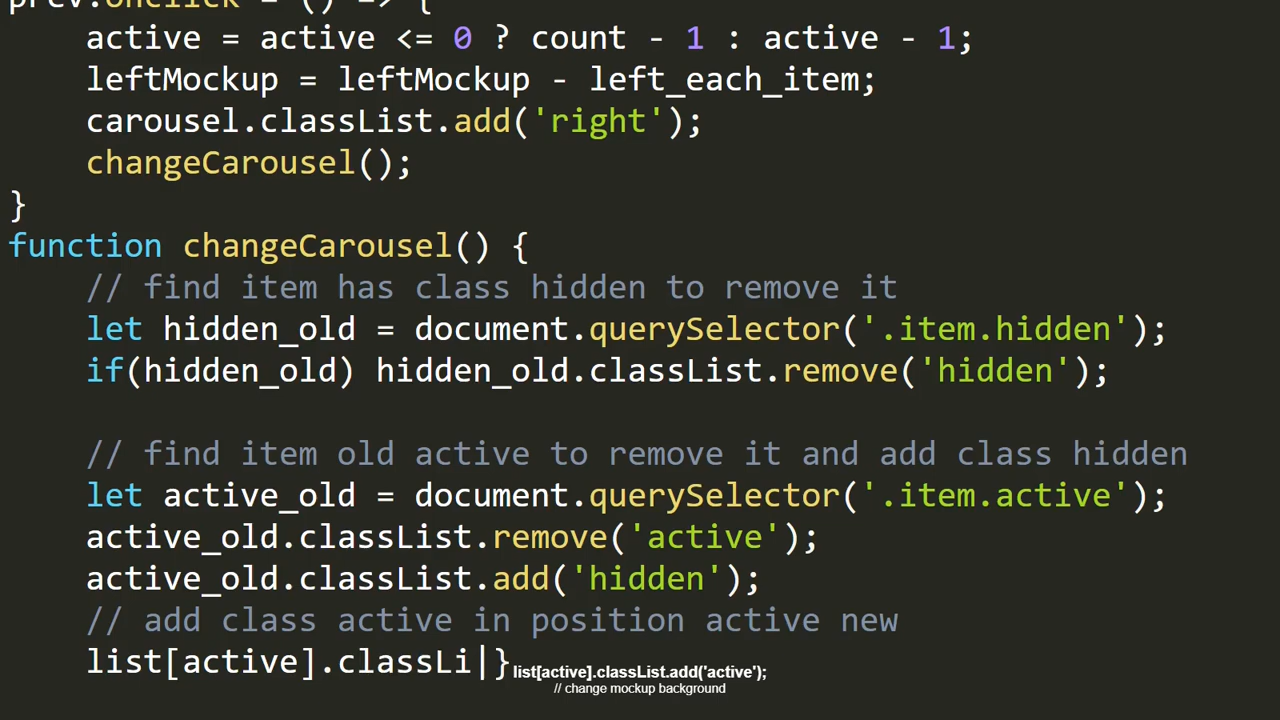 prev.onclick = () => {
    active = active <= 0 ? count - 1 : active - 1;
    leftMockup = leftMockup - left_each_item;
    carousel.classList.add('right');
    changeCarousel();
}
function changeCarousel() {
    // find item has class hidden to remove it
    let hidden_old = document.querySelector('.item.hidden');
    if(hidden_old) hidden_old.classList.remove('hidden');

    // find item old active to remove it and add class hidden
    let active_old = document.querySelector('.item.active');
    active_old.classList.remove('active');
    active_old.classList.add('hidden');
    // add class active in position active new
    list[active].classLi|}
list[active].classList.add('active');
// change mockup background